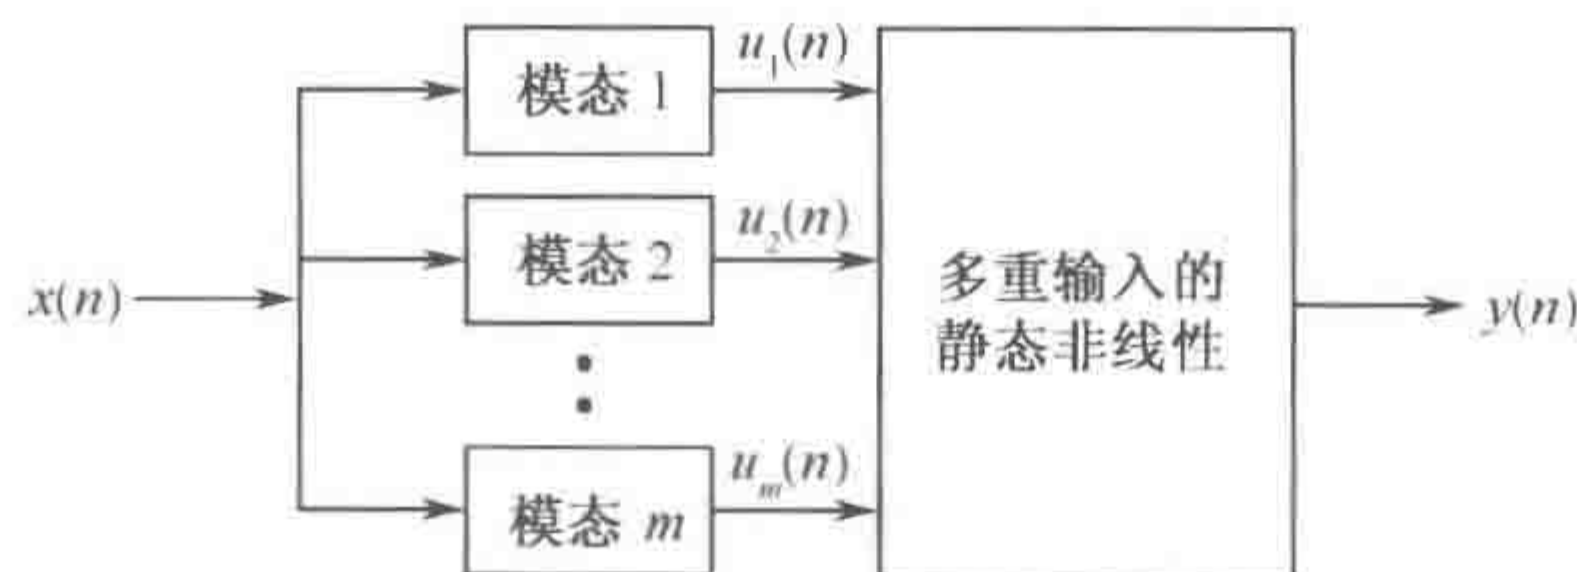 x(n)
模态 1
u₁(n)
模态 2
u₂(n)
模态 m
uₘ(n)
多重输入的
静态非线性
y(n)